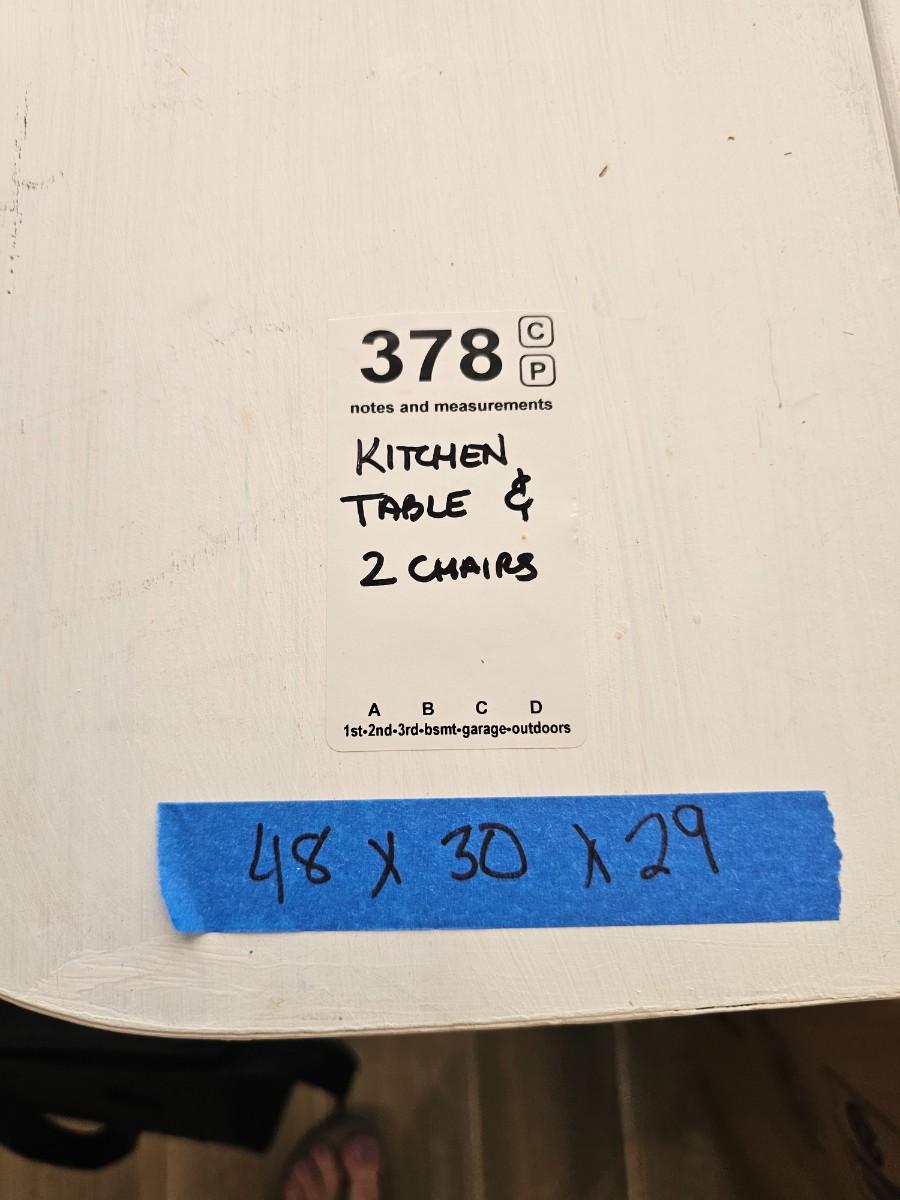 378 C
P
notes and measurements
KITCHEN
TABLE &
2 CHAIRS
A B C D
1st-2nd-3rd-bsmt-garage-outdoors
48 x 30 x 29